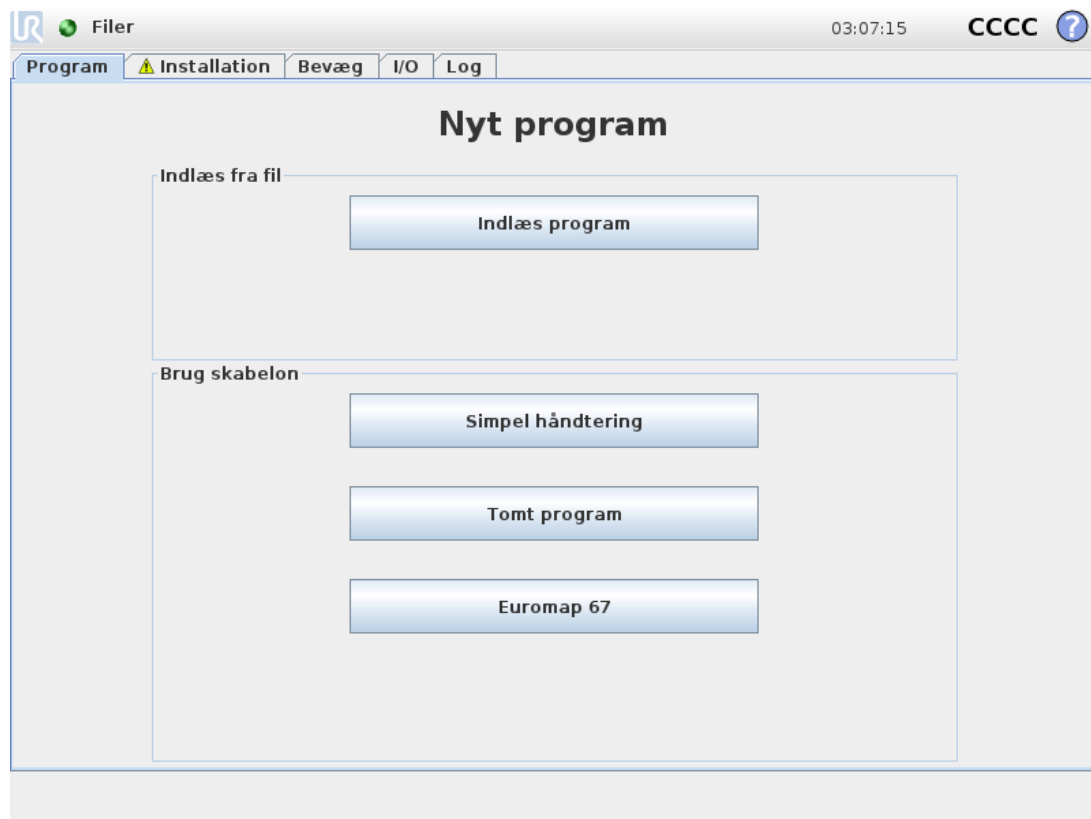 UR Filer 03:07:15 CCCC ?
Program Installation Bevæg I/O Log
Nyt program
Indlæs fra fil
Indlæs program
Brug skabelon
Simpel håndtering
Tomt program
Euromap 67